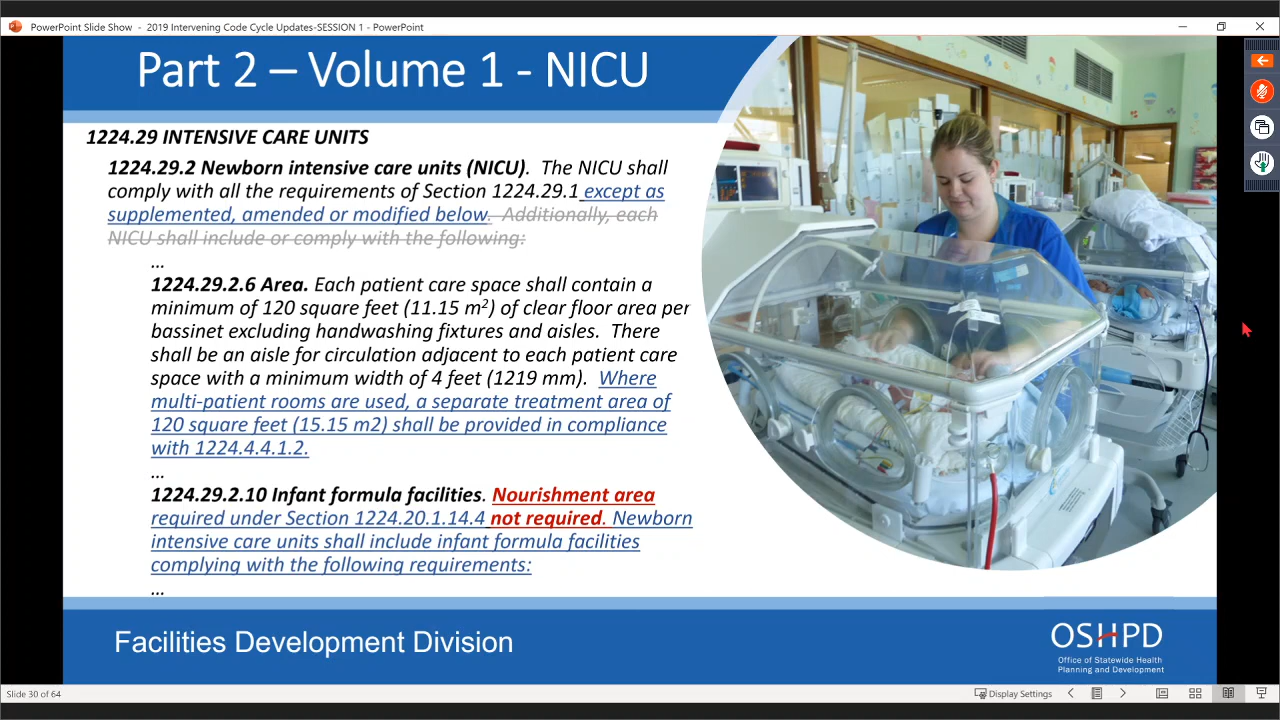 PowerPoint Slide Show - 2019 Intervening Code Cycle Updates-SESSION 1 - PowerPoint
Part 2 – Volume 1 - NICU
1224.29 INTENSIVE CARE UNITS
1224.29.2 Newborn intensive care units (NICU). The NICU shall
comply with all the requirements of Section 1224.29.1 except as
supplemented, amended or modified below. Additionally, each
NICU shall include or comply with the following:
...
1224.29.2.6 Area. Each patient care space shall contain a
minimum of 120 square feet (11.15 m²) of clear floor area per
bassinet excluding handwashing fixtures and aisles. There
shall be an aisle for circulation adjacent to each patient care
space with a minimum width of 4 feet (1219 mm). Where
multi-patient rooms are used, a separate treatment area of
120 square feet (15.15 m2) shall be provided in compliance
with 1224.4.4.1.2.
...
1224.29.2.10 Infant formula facilities. Nourishment area
required under Section 1224.20.1.14.4 not required. Newborn
intensive care units shall include infant formula facilities
complying with the following requirements:
...
Facilities Development Division
OSHPD
Office of Statewide Health
Planning and Development
Slide 30 of 64
Display Settings